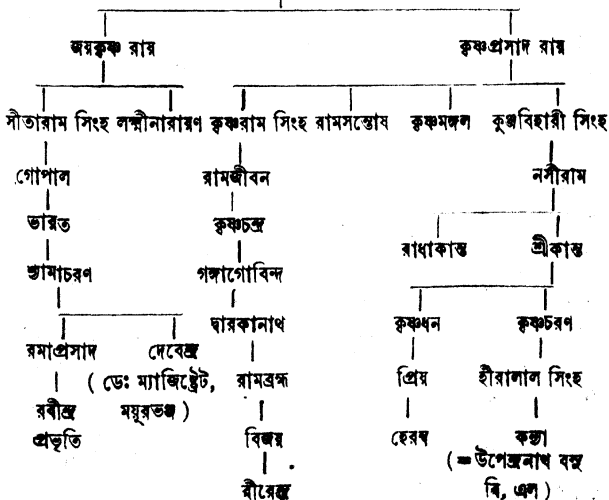 জয়কৃষ্ণ রায় কৃষ্ণপ্রসাদ রায়
সীতারাম সিংহ লক্ষ্মীনারায়ণ কৃষ্ণরাম সিংহ রামসন্তোষ কৃষ্ণমঙ্গল কুঞ্জবিহারী সিংহ
গোপাল রামজীবন নসীরাম
ভারত কৃষ্ণচন্দ্র
রাধাকান্ত শ্রীকান্ত
শ্যামাচরণ গঙ্গাগোবিন্দ
দ্বারকানাথ কৃষ্ণধন কৃষ্ণচরণ
রমাপ্রসাদ দেবেন্দ্র
( ডেঃ ম্যাজিষ্ট্রেট, রামব্রহ্ম প্রিয় হীরালাল সিংহ
রবীন্দ্র ময়ূরভঞ্জ )
প্রভৃতি বিজয় হেরম্ব কন্যা
( = উপেন্দ্রনাথ বসু
বীরেন্দ্র বি, এল )